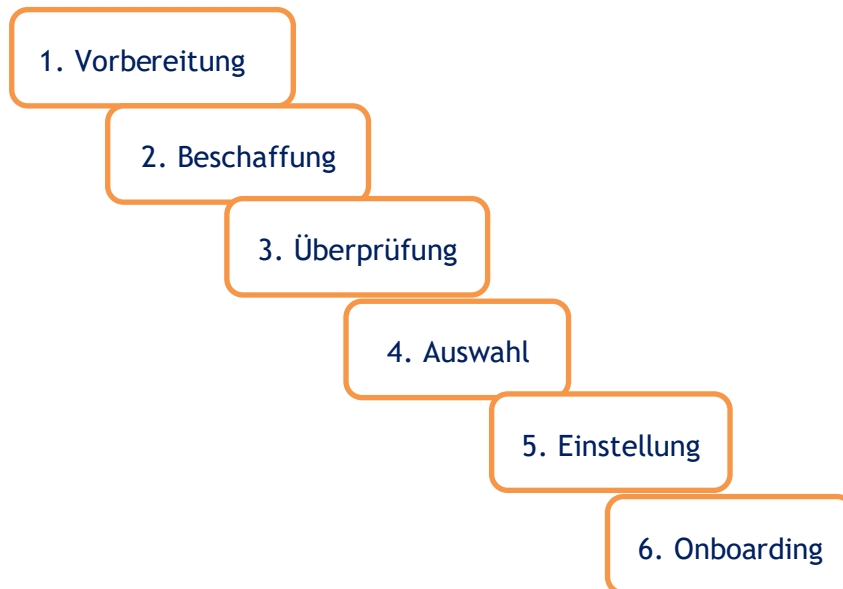 1. Vorbereitung
2. Beschaffung
3. Überprüfung
4. Auswahl
5. Einstellung
6. Onboarding